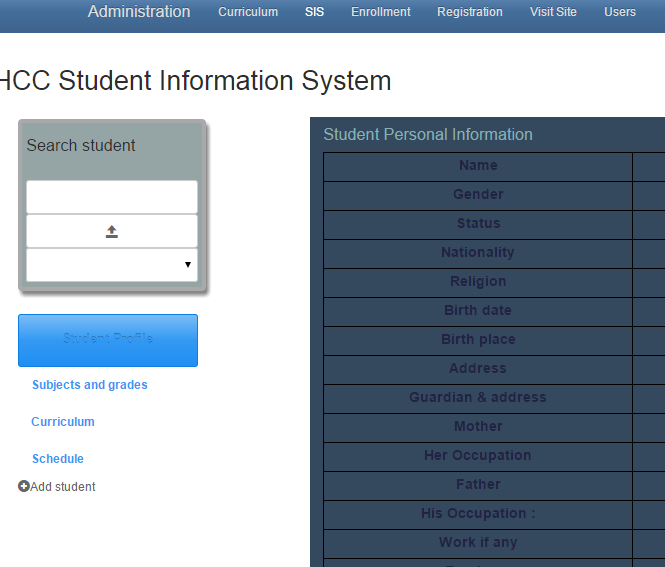 Administration Curriculum SIS Enrollment Registration Visit Site Users
HCC Student Information System
Search student
Student Profile
Subjects and grades
Curriculum
Schedule
Add student
Student Personal Information
Name
Gender
Status
Nationality
Religion
Birth date
Birth place
Address
Guardian & address
Mother
Her Occupation
Father
His Occupation :
Work if any